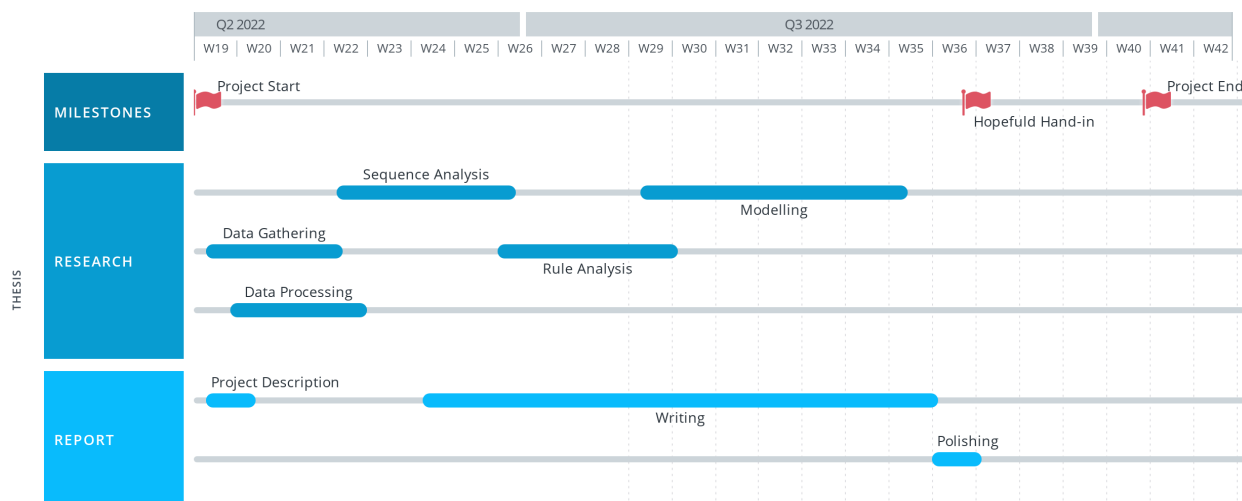 Q2 2022 Q3 2022
W19 W20 W21 W22 W23 W24 W25 W26 W27 W28 W29 W30 W31 W32 W33 W34 W35 W36 W37 W38 W39 W40 W41 W42
THESIS
MILESTONES
Project Start
Hopefuld Hand-in
Project End
RESEARCH
Sequence Analysis
Modelling
Data Gathering
Rule Analysis
Data Processing
REPORT
Project Description
Writing
Polishing